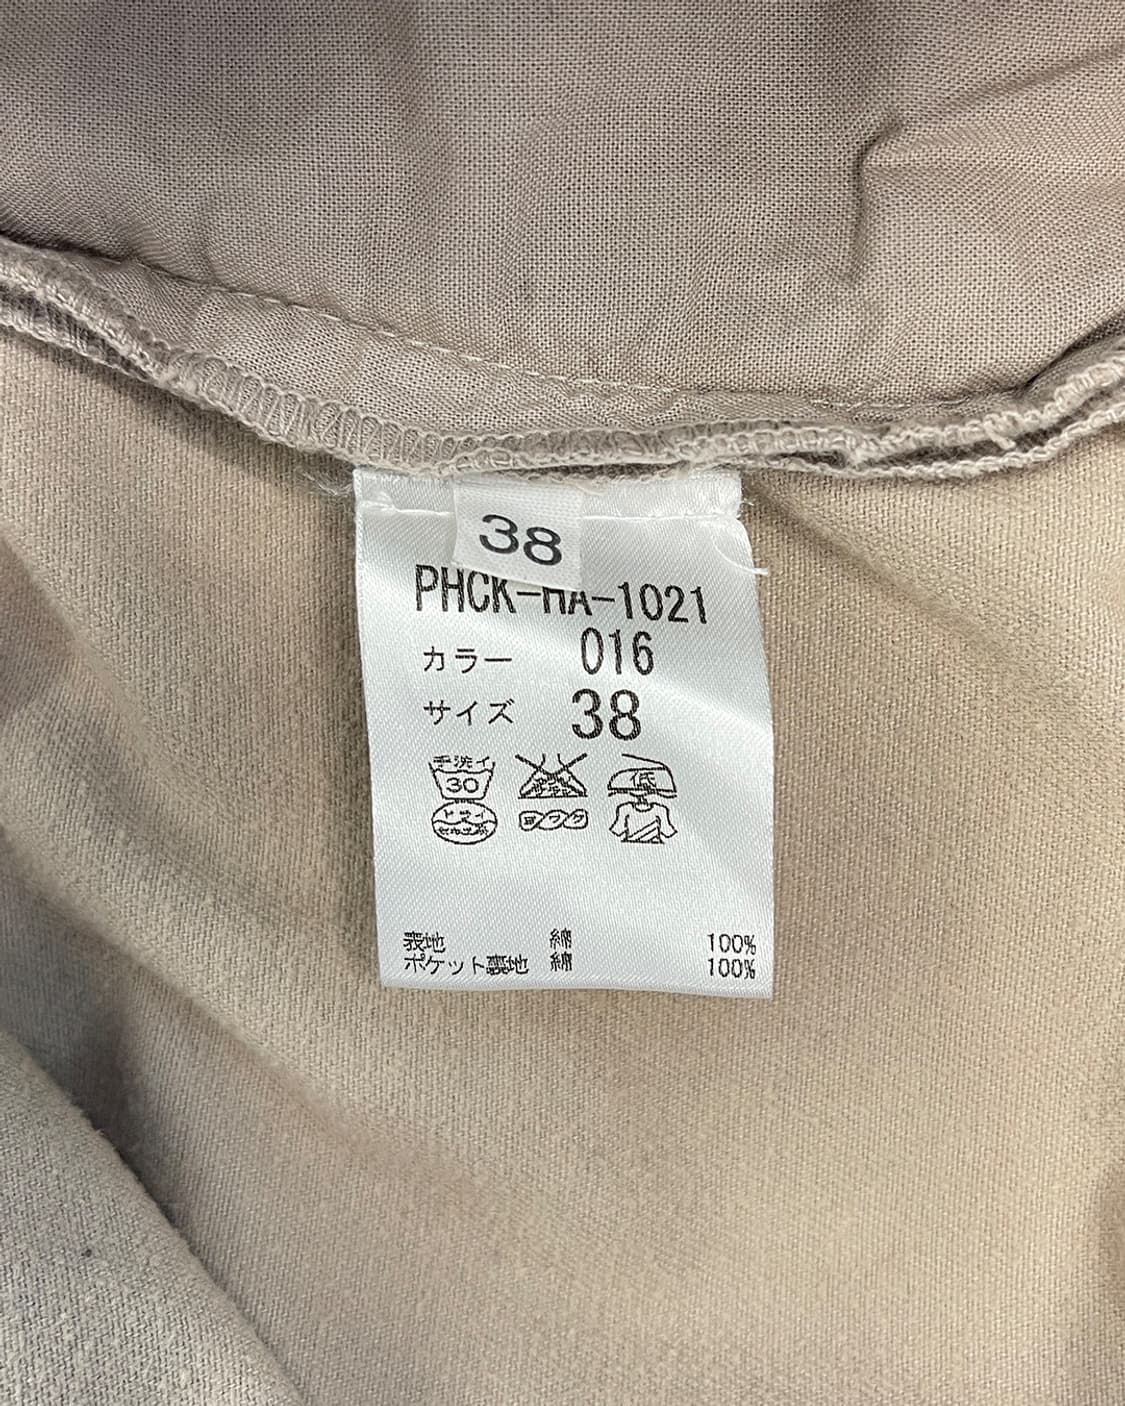 38
PHCK-HA-1021
カラー 016
サイズ 38
手洗イ 30 低
ドライ セキユ系 ヨワク
表地 綿 100%
ポケット裏地 綿 100%